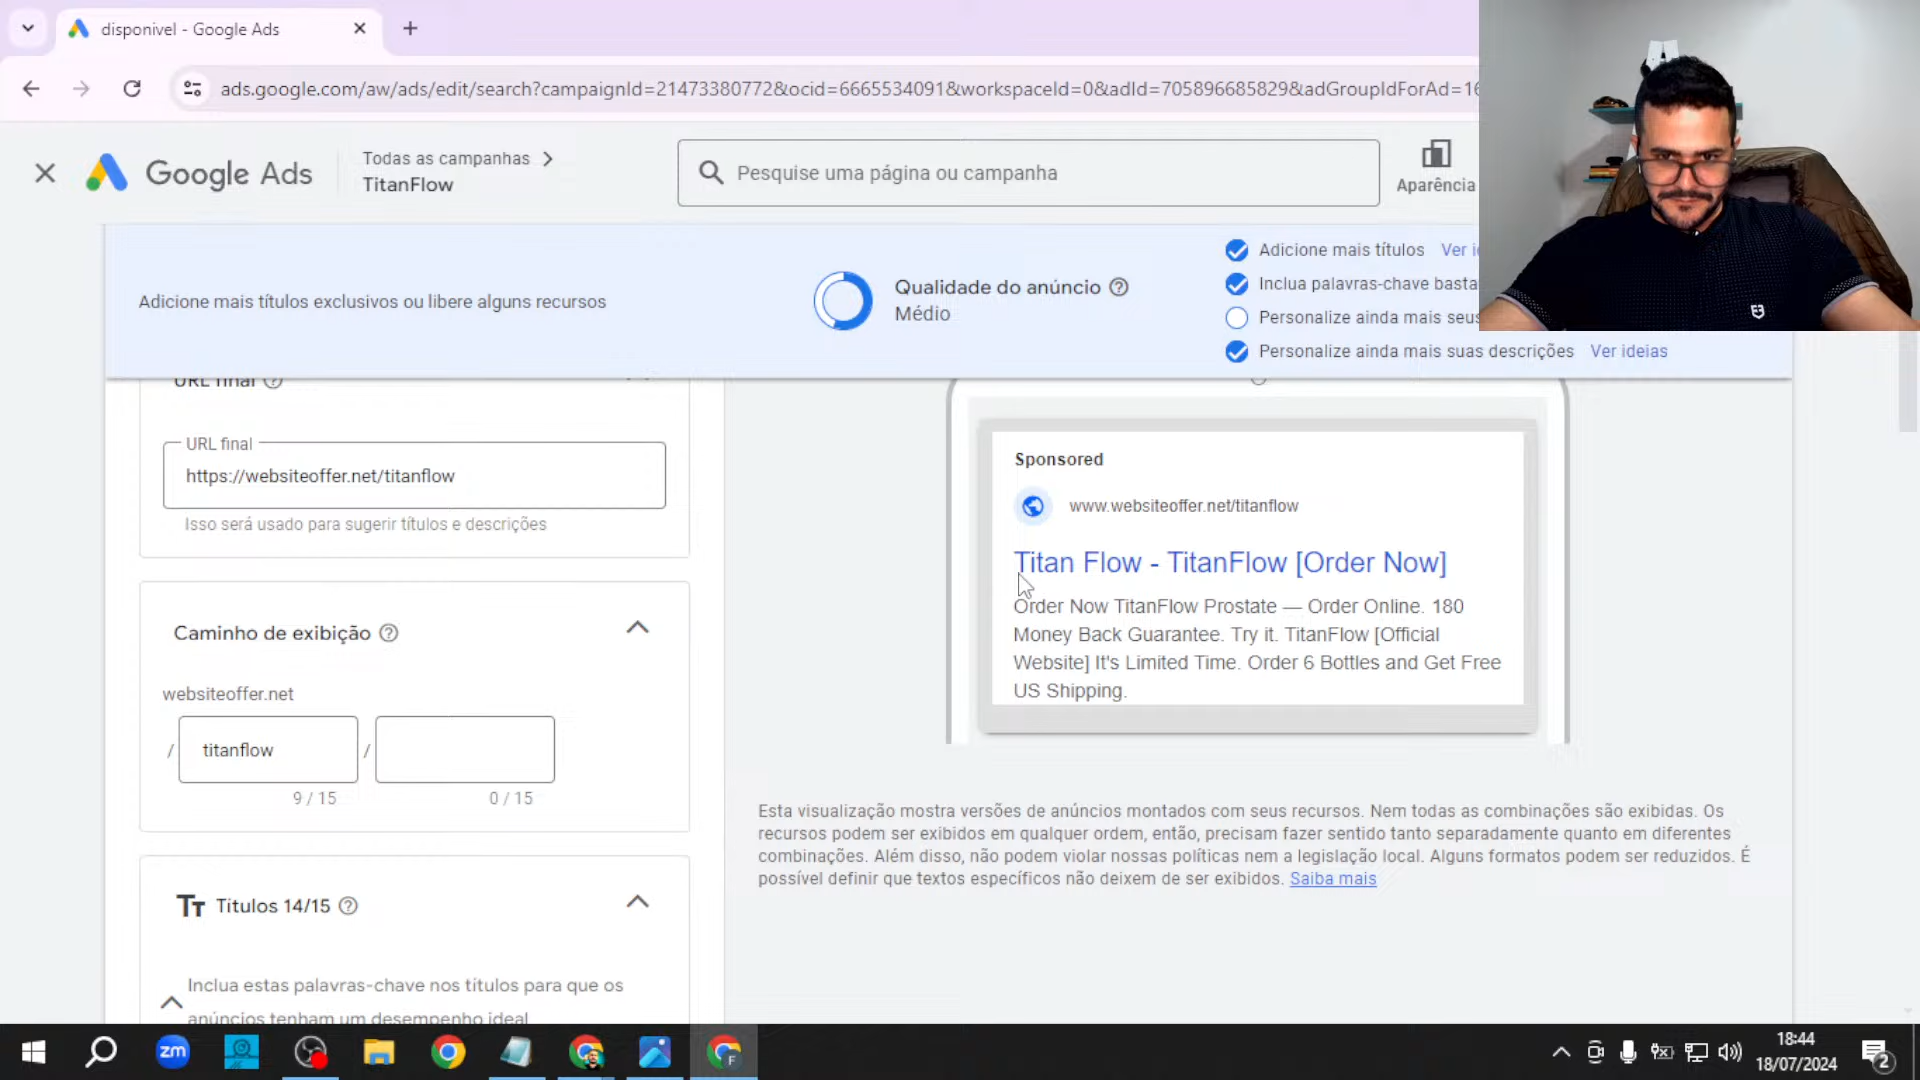 disponivel - Google Ads
ads.google.com/aw/ads/edit/search?campaignId=21473380772&ocid=6665534091&workspaceId=0&adId=705896685829&adGroupIdForAd=16
Google Ads
Todas as campanhas
TitanFlow
Pesquise uma página ou campanha
Aparência
Adicione mais títulos exclusivos ou libere alguns recursos
Qualidade do anúncio
Médio
Adicione mais títulos Ver i
Inclua palavras-chave basta
Personalize ainda mais seus
Personalize ainda mais suas descrições Ver ideias
URL final
URL final
https://websiteoffer.net/titanflow
Isso será usado para sugerir títulos e descrições
Caminho de exibição
websiteoffer.net
/ titanflow /
9 / 15 0 / 15
Títulos 14/15
Inclua estas palavras-chave nos títulos para que os
anúncios tenham um desempenho ideal
Sponsored
www.websiteoffer.net/titanflow
Titan Flow - TitanFlow [Order Now]
Order Now TitanFlow Prostate — Order Online. 180
Money Back Guarantee. Try it. TitanFlow [Official
Website] It's Limited Time. Order 6 Bottles and Get Free
US Shipping.
Esta visualização mostra versões de anúncios montados com seus recursos. Nem todas as combinações são exibidas. Os
recursos podem ser exibidos em qualquer ordem, então, precisam fazer sentido tanto separadamente quanto em diferentes
combinações. Além disso, não podem violar nossas políticas nem a legislação local. Alguns formatos podem ser reduzidos. É
possível definir que textos específicos não deixem de ser exibidos. Saiba mais
zm
F
18:44
18/07/2024
2